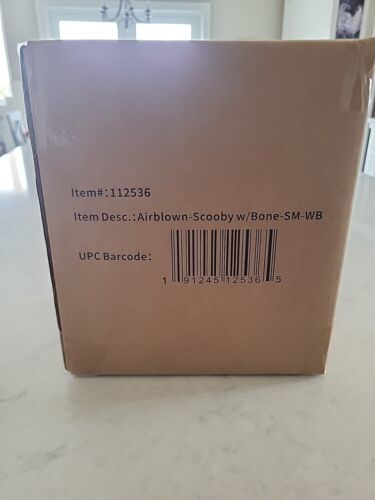 Item#:112536
Item Desc.:Airblown-Scooby w/Bone-SM-WB
UPC Barcode:
1 91245 12536 5